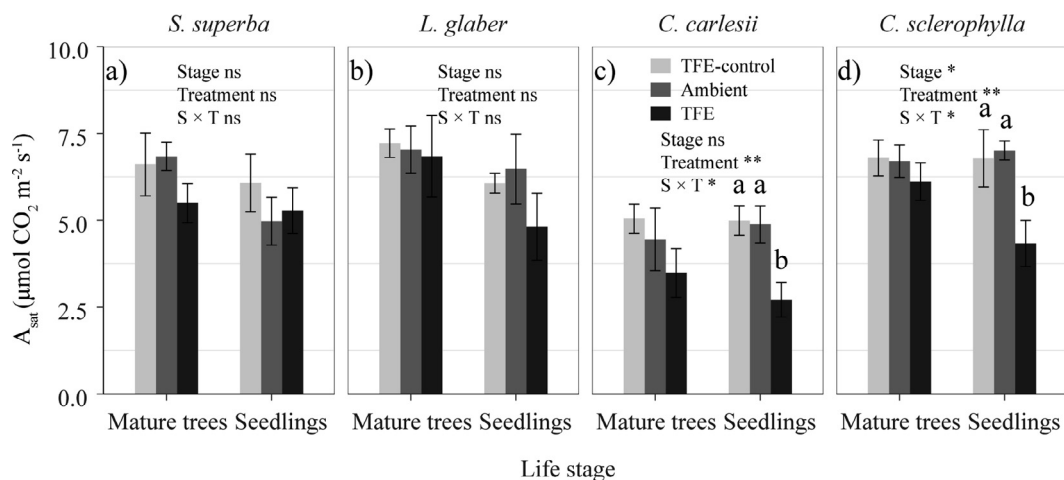 S. superba
L. glaber
C. carlesii
C. sclerophylla
A_sat (µmol CO₂ m⁻² s⁻¹)
10.0
7.5
5.0
2.5
0.0
a)
Stage ns
Treatment ns
S × T ns
Mature trees
Seedlings
b)
Stage ns
Treatment ns
S × T ns
Mature trees
Seedlings
c)
TFE-control
Ambient
TFE
Stage ns
Treatment **
S × T *
a a
b
Mature trees
Seedlings
d)
Stage *
Treatment **
S × T *
a a
b
Mature trees
Seedlings
Life stage